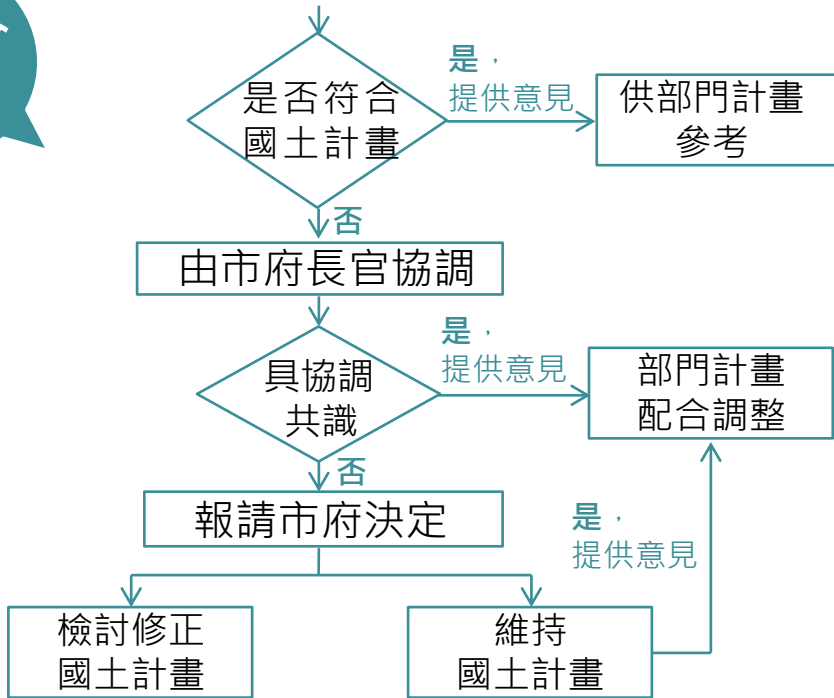 是否符合
國土計畫
是，
提供意見
供部門計畫
參考
否
由市府長官協調
具協調
共識
是，
提供意見
部門計畫
配合調整
否
報請市府決定
是，
提供意見
檢討修正
國土計畫
維持
國土計畫